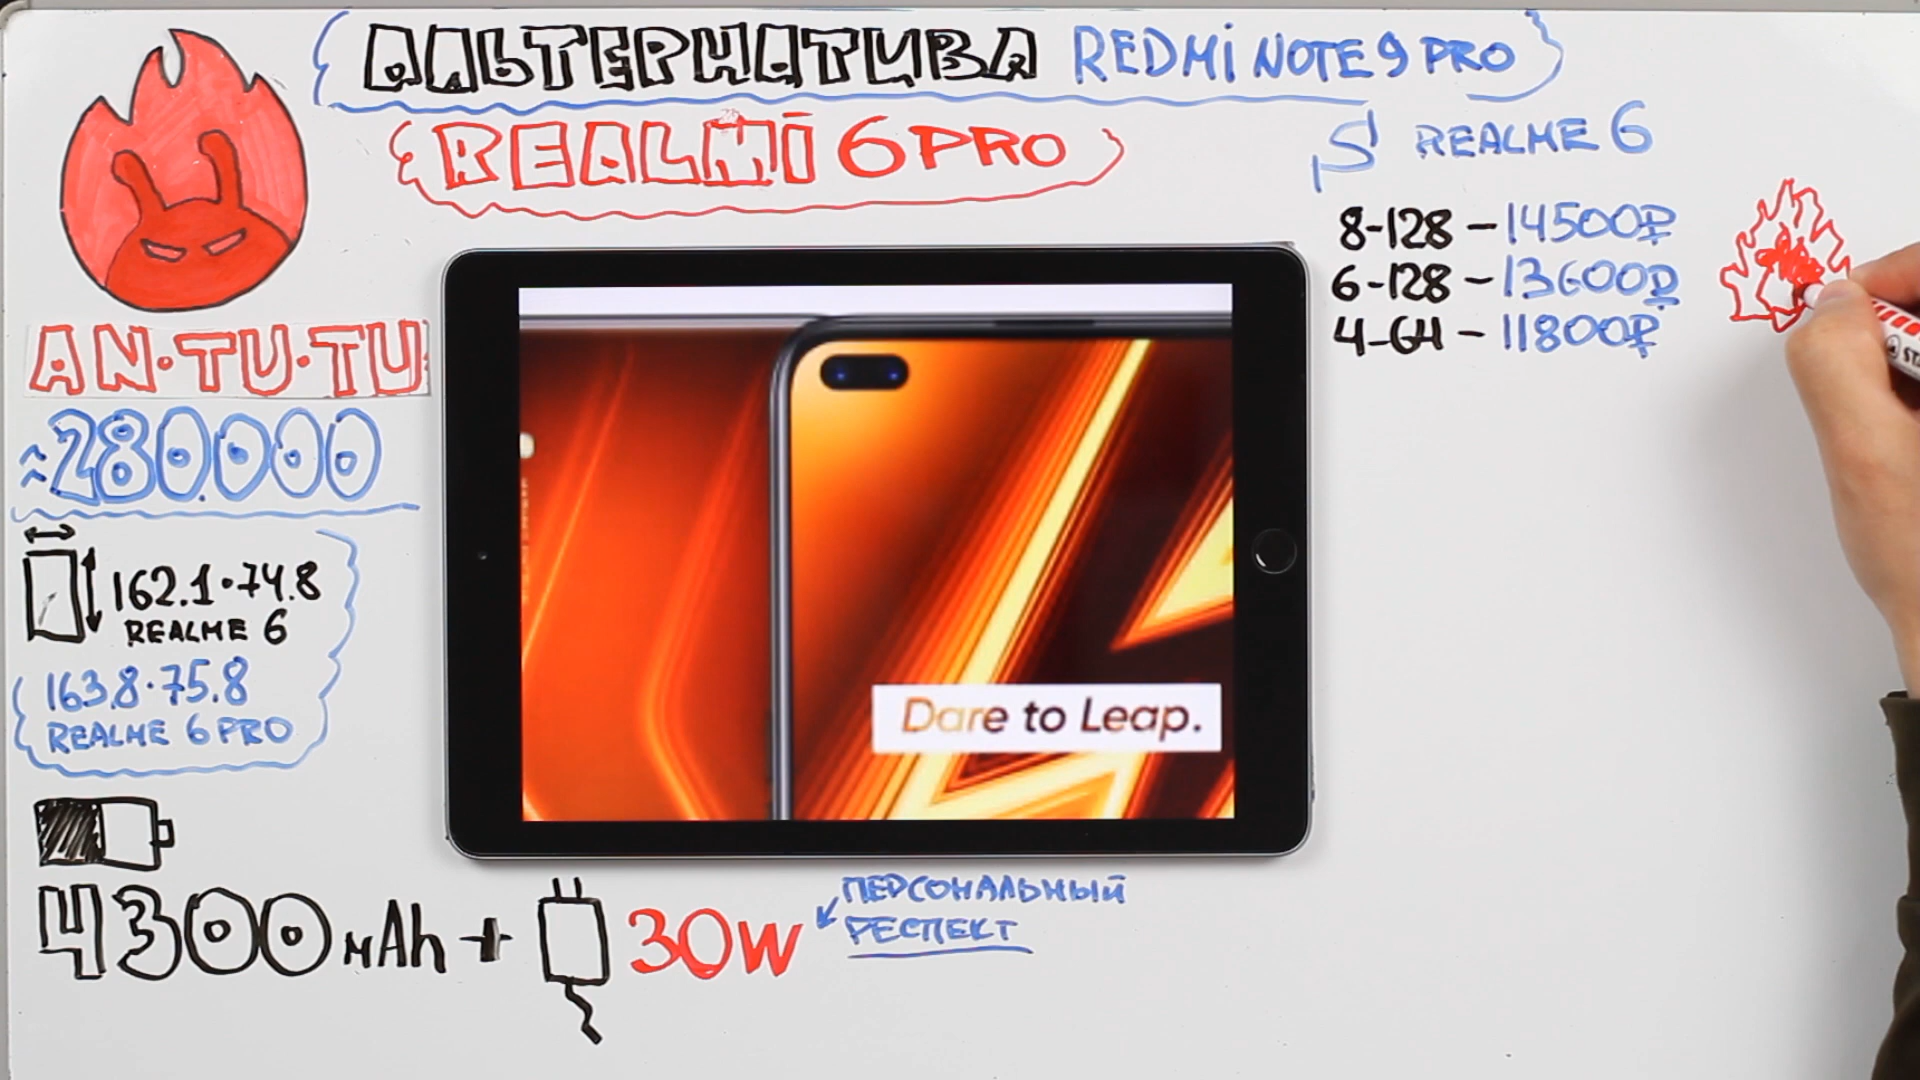 АЛЬТЕРНАТИВА REDMI NOTE 9 PRO
REALMI 6 PRO
REALME 6
8-128 – 14500₽
6-128 – 13600₽
4-64 – 11800₽
AN·TU·TU
≈280.000
162.1·74.8
REALME 6
163.8·75.8
REALME 6 PRO
Dare to Leap.
4300 мAh + 30W
ПЕРСОНАЛЬНЫЙ
РЕСПЕКТ